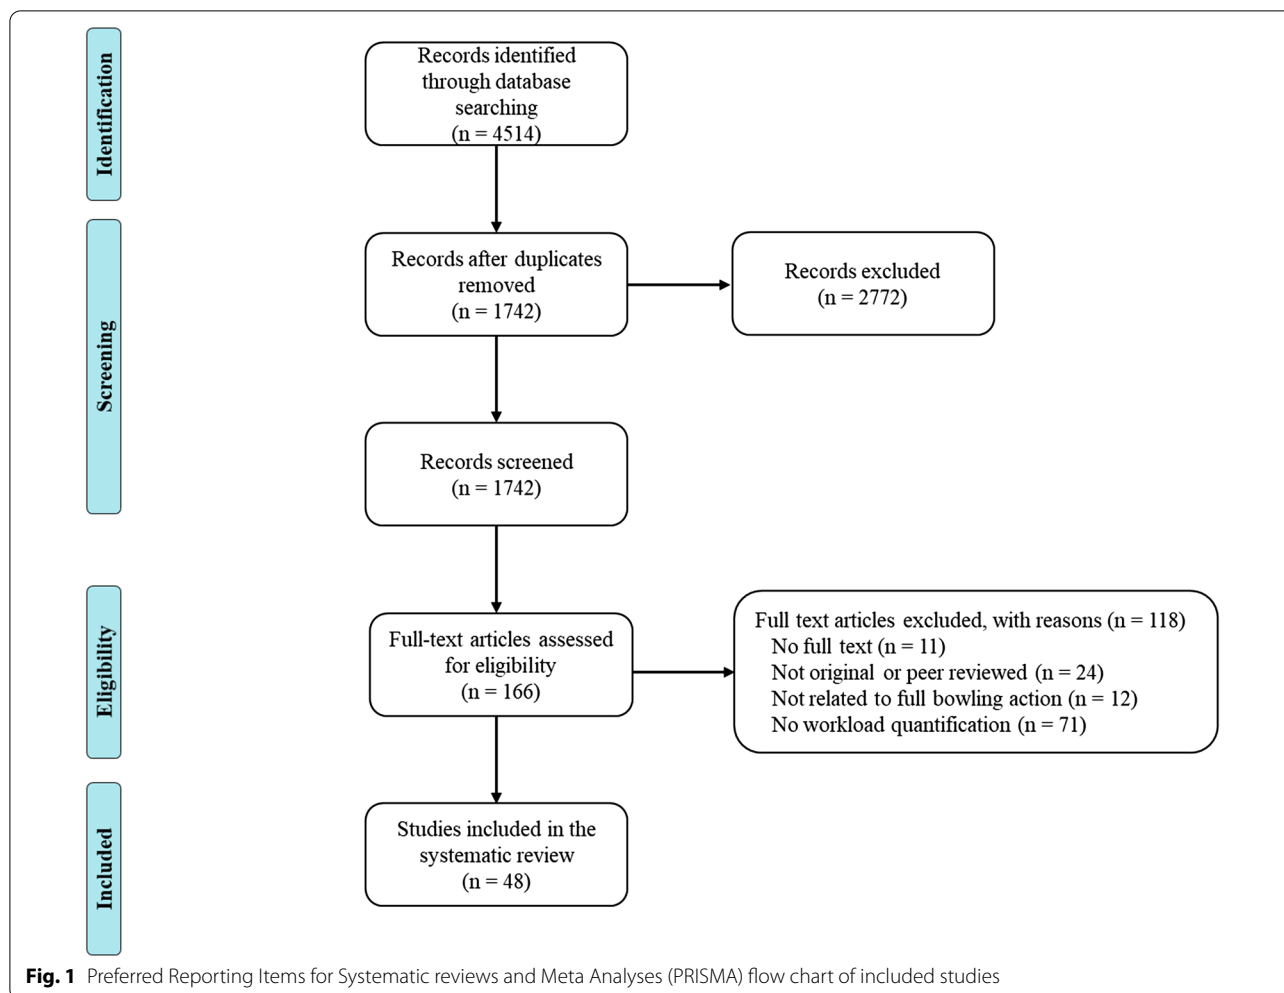 Identification
Records identified
through database
searching
(n = 4514)
Screening
Records after duplicates
removed
(n = 1742)
Records excluded
(n = 2772)
Records screened
(n = 1742)
Eligibility
Full-text articles assessed
for eligibility
(n = 166)
Full text articles excluded, with reasons (n = 118)
No full text (n = 11)
Not original or peer reviewed (n = 24)
Not related to full bowling action (n = 12)
No workload quantification (n = 71)
Included
Studies included in the
systematic review
(n = 48)
Fig. 1 Preferred Reporting Items for Systematic reviews and Meta Analyses (PRISMA) flow chart of included studies